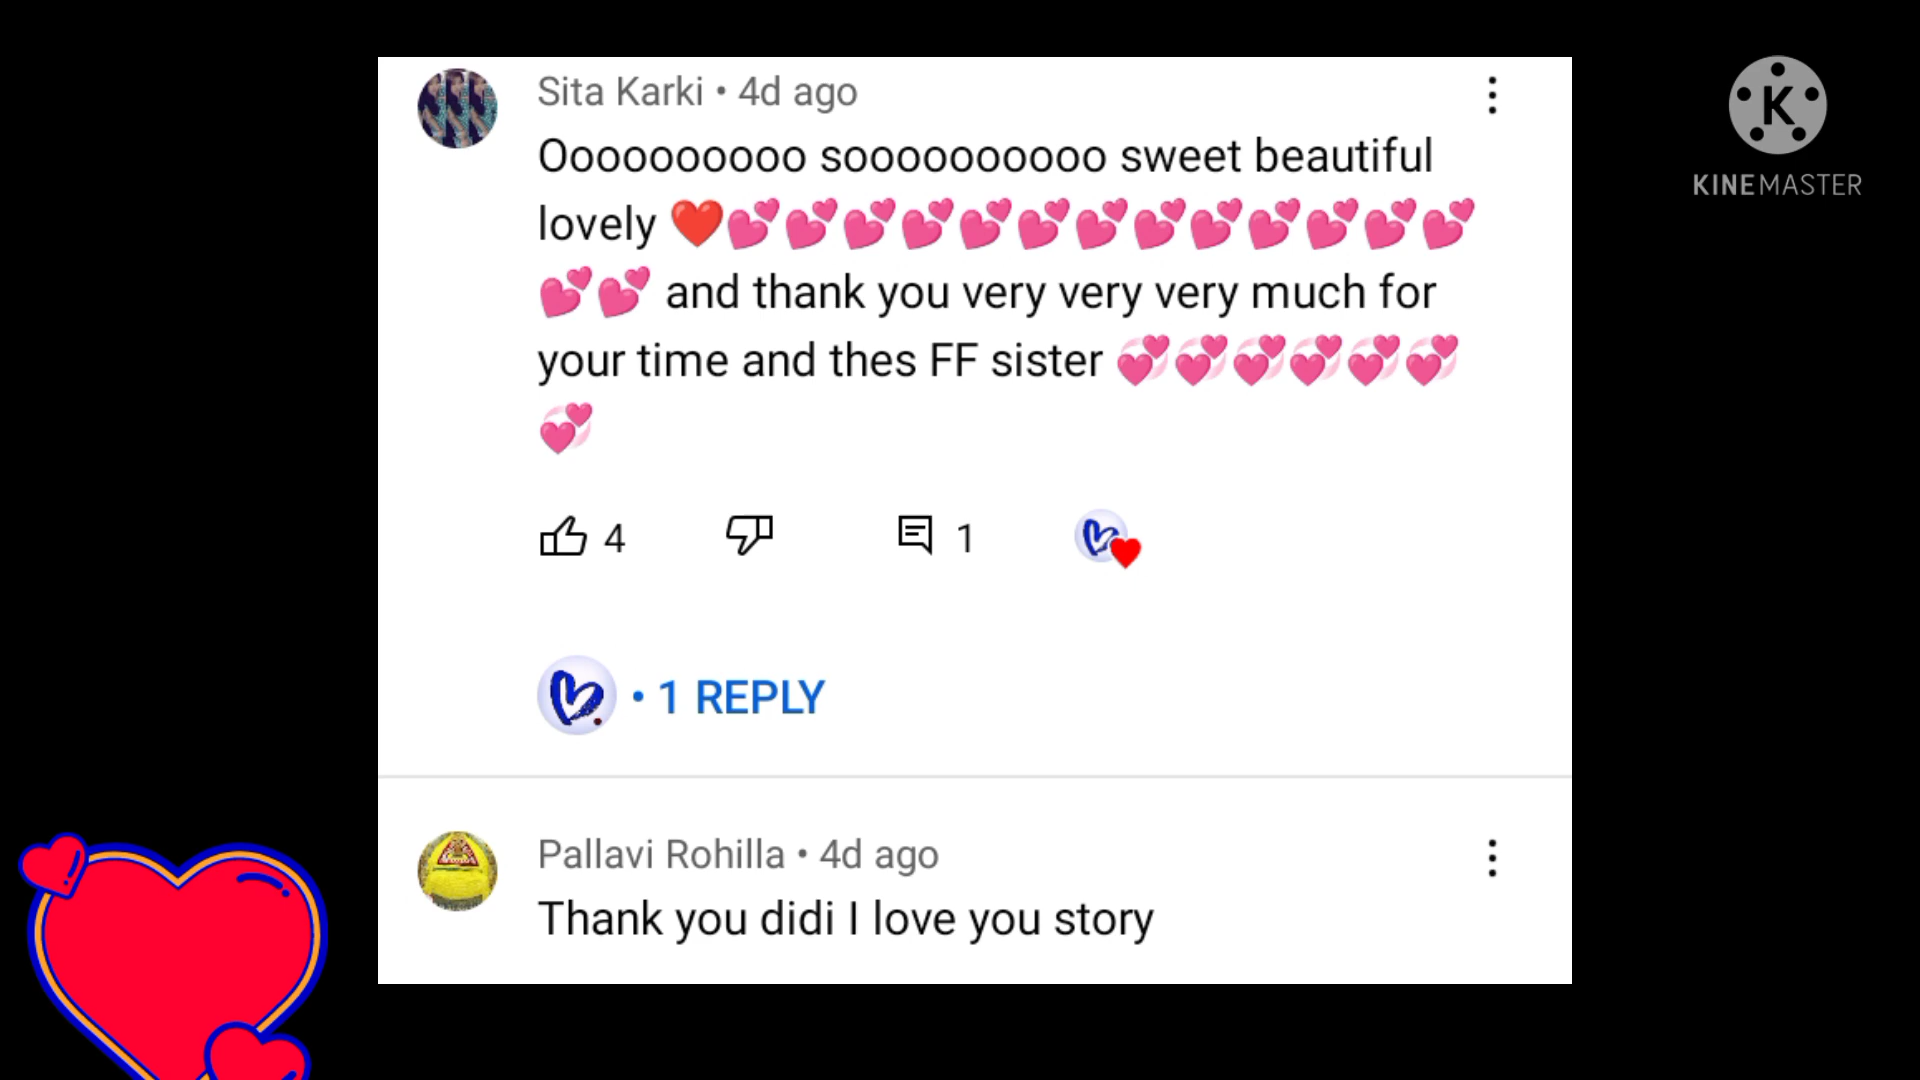 Sita Karki • 4d ago
Oooooooooo soooooooooo sweet beautiful
lovely ❤️💕💕💕💕💕💕💕💕💕💕💕💕💕
💕💕 and thank you very very very much for
your time and thes FF sister 💞💞💞💞💞💞
💞
4
1
• 1 REPLY
Pallavi Rohilla • 4d ago
Thank you didi I love you story
K
KINEMASTER